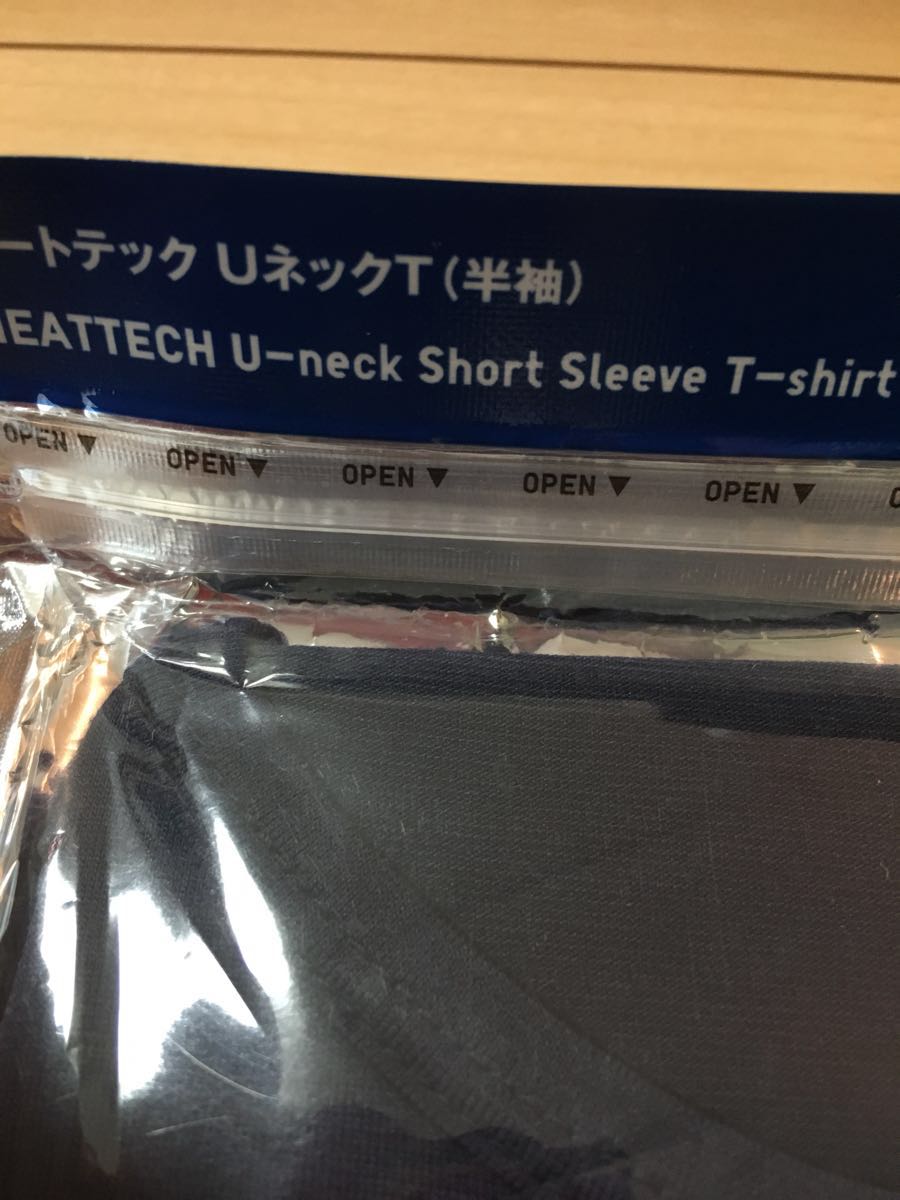 ートテック UネックT(半袖)
HEATTECH U-neck Short Sleeve T-shirt
OPEN▼ OPEN▼ OPEN▼ OPEN▼ OPEN▼